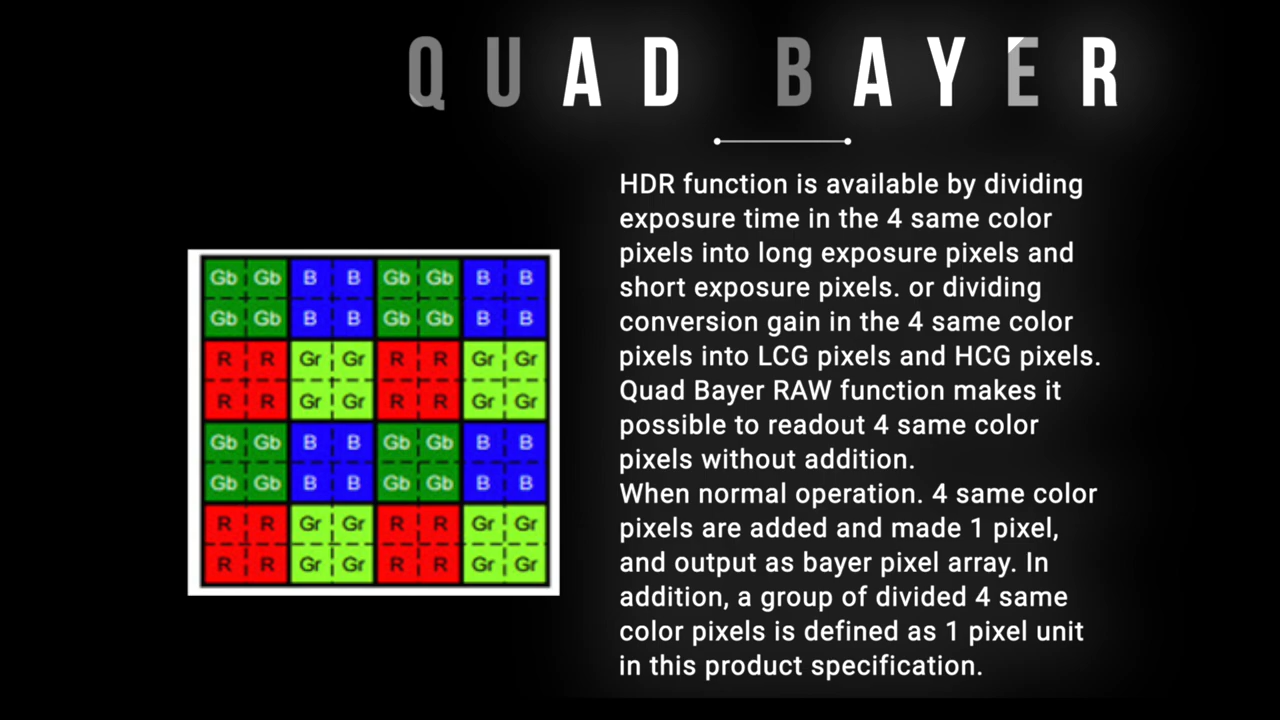 QUAD BAYER
HDR function is available by dividing
exposure time in the 4 same color
pixels into long exposure pixels and
short exposure pixels. or dividing
conversion gain in the 4 same color
pixels into LCG pixels and HCG pixels.
Quad Bayer RAW function makes it
possible to readout 4 same color
pixels without addition.
When normal operation. 4 same color
pixels are added and made 1 pixel,
and output as bayer pixel array. In
addition, a group of divided 4 same
color pixels is defined as 1 pixel unit
in this product specification.
Gb Gb B B Gb Gb B B
Gb Gb B B Gb Gb B B
R R Gr Gr R R Gr Gr
R R Gr Gr R R Gr Gr
Gb Gb B B Gb Gb B B
Gb Gb B B Gb Gb B B
R R Gr Gr R R Gr Gr
R R Gr Gr R R Gr Gr